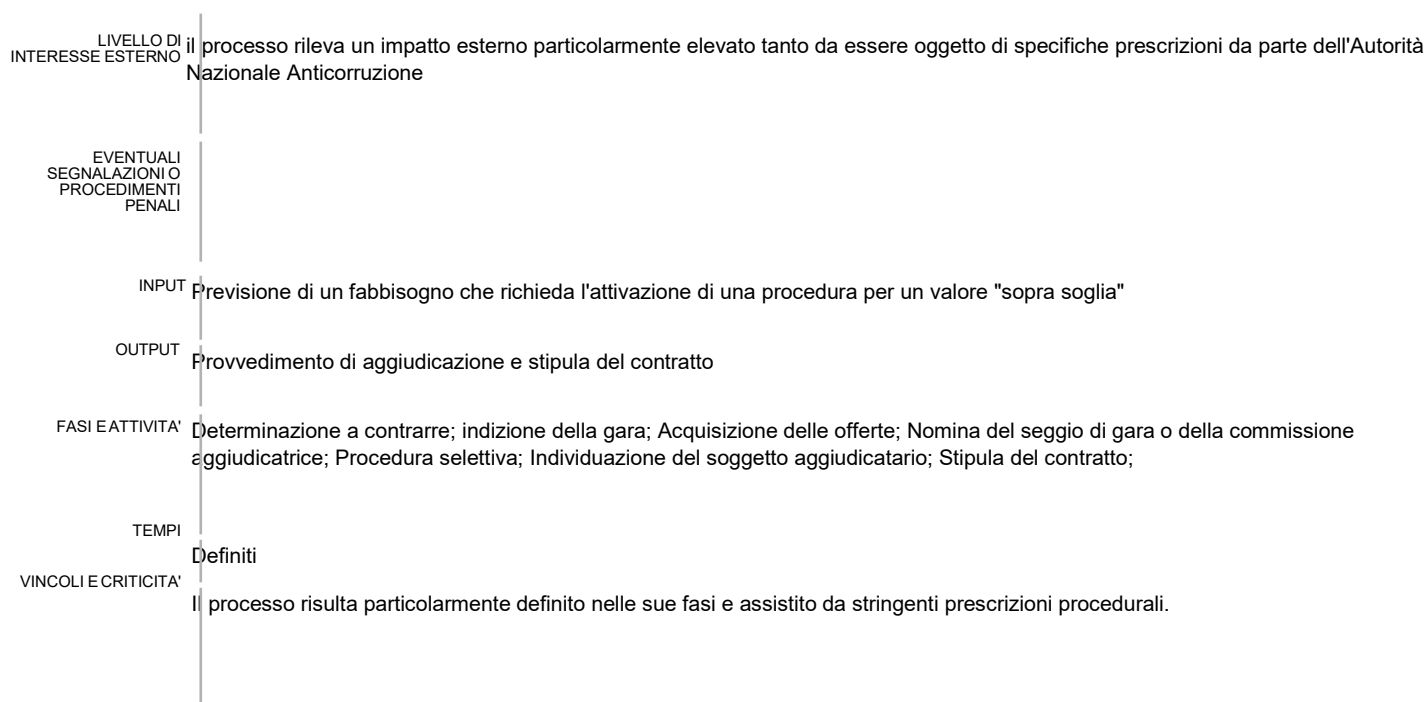 LIVELLO DI
INTERESSE ESTERNO
il processo rileva un impatto esterno particolarmente elevato tanto da essere oggetto di specifiche prescrizioni da parte dell'Autorità
Nazionale Anticorruzione
EVENTUALI
SEGNALAZIONI O
PROCEDIMENTI
PENALI
INPUT
Previsione di un fabbisogno che richieda l'attivazione di una procedura per un valore "sopra soglia"
OUTPUT
Provvedimento di aggiudicazione e stipula del contratto
FASI E ATTIVITA'
Determinazione a contrarre; indizione della gara; Acquisizione delle offerte; Nomina del seggio di gara o della commissione
aggiudicatrice; Procedura selettiva; Individuazione del soggetto aggiudicatario; Stipula del contratto;
TEMPI
Definiti
VINCOLI E CRITICITA'
Il processo risulta particolarmente definito nelle sue fasi e assistito da stringenti prescrizioni procedurali.